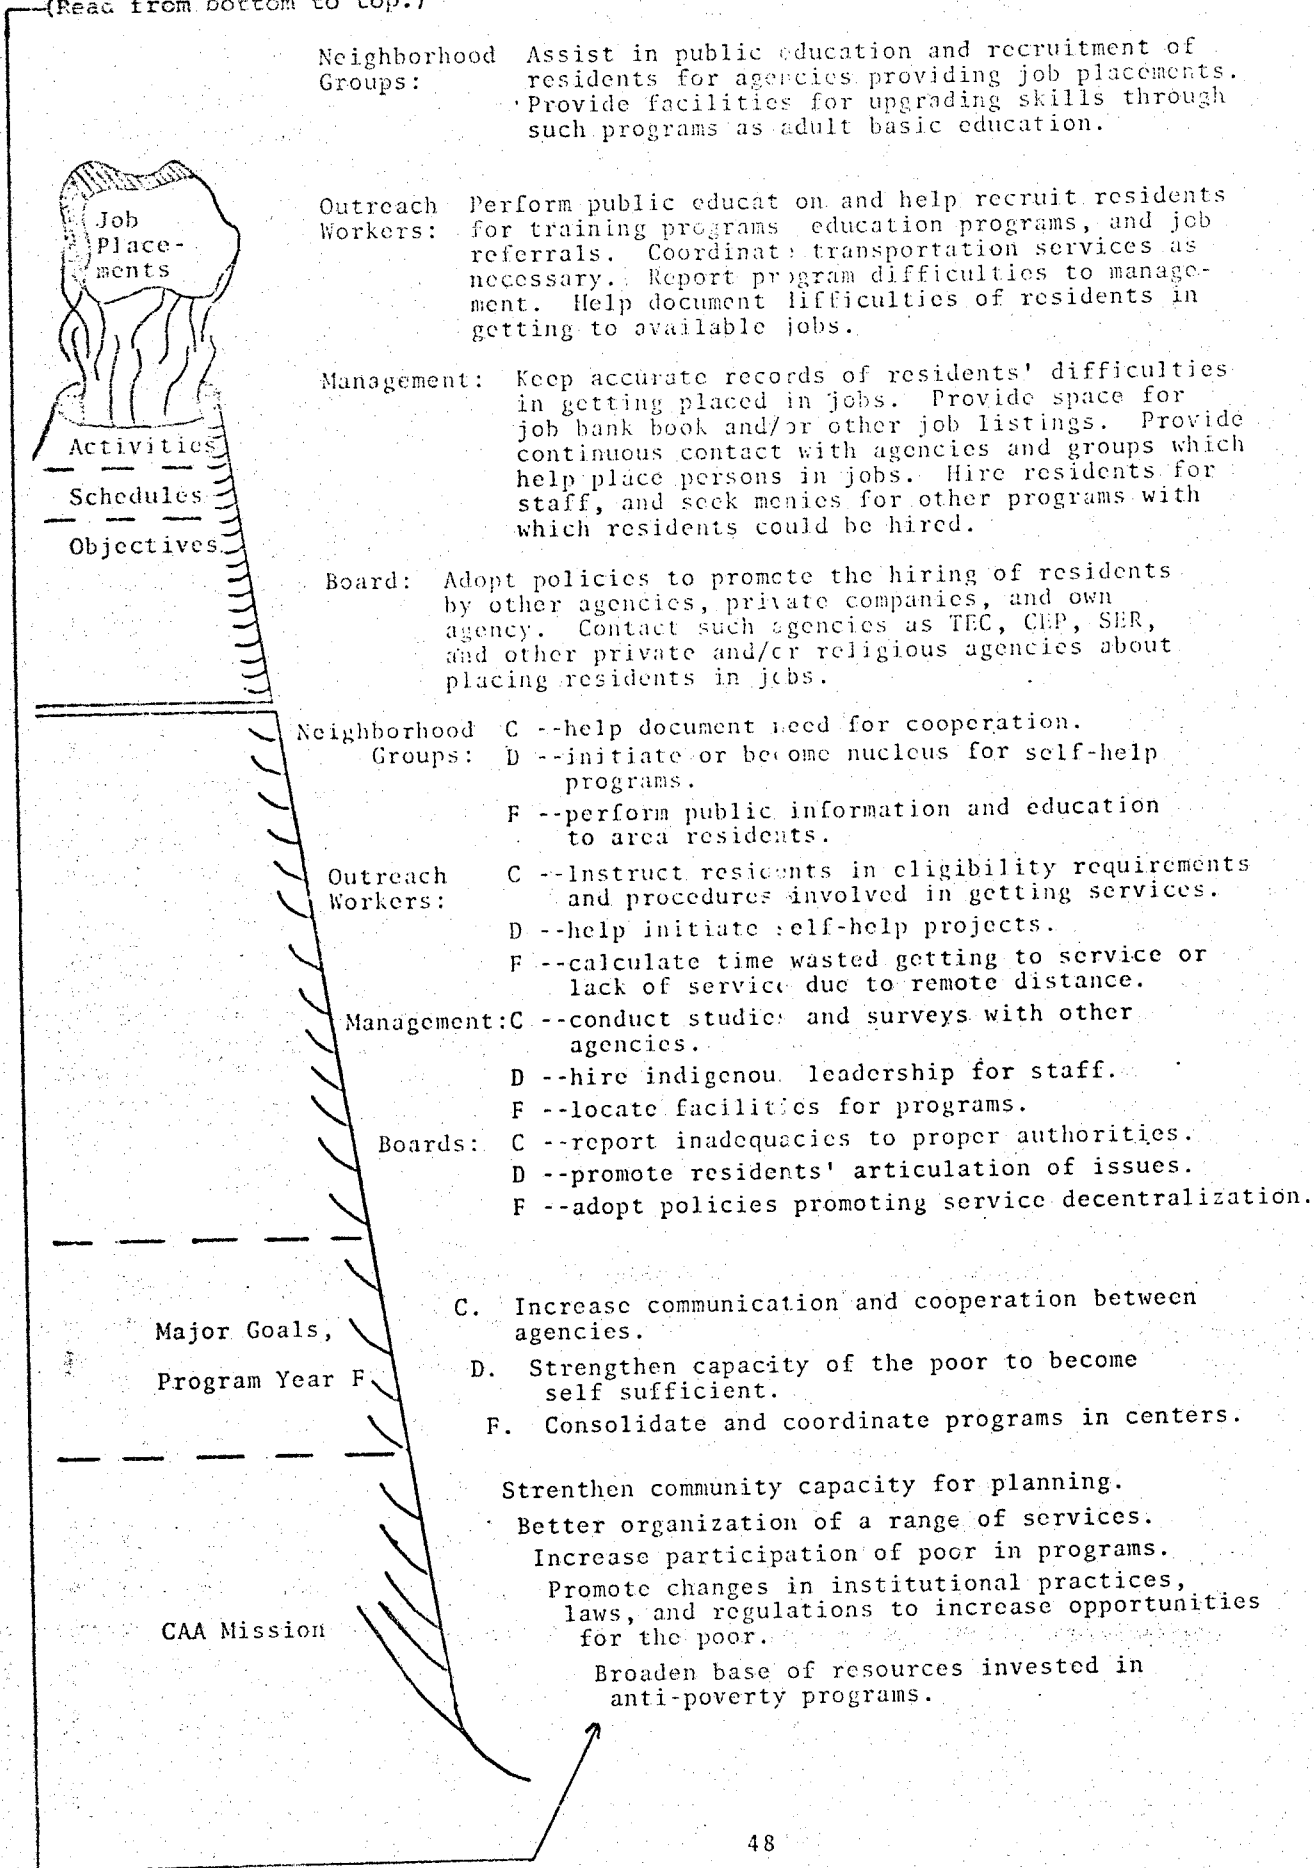 (Read from bottom to top.)
Neighborhood Assist in public education and recruitment of
Groups: residents for agencies providing job placements.
Provide facilities for upgrading skills through
such programs as adult basic education.
Job
Place-
ments
Outreach Perform public educat on and help recruit residents
Workers: for training programs education programs, and job
referrals. Coordinate transportation services as
necessary. Report program difficulties to manage-
ment. Help document difficulties of residents in
getting to available jobs.
Management: Keep accurate records of residents' difficulties
in getting placed in jobs. Provide space for
job bank book and/or other job listings. Provide
continuous contact with agencies and groups which
help place persons in jobs. Hire residents for
staff, and seek monies for other programs with
which residents could be hired.
Activities
Schedules
Objectives
Board: Adopt policies to promote the hiring of residents
by other agencies, private companies, and own
agency. Contact such agencies as TEC, CEP, SER,
and other private and/or religious agencies about
placing residents in jobs.
Neighborhood C --help document need for cooperation.
Groups: D --initiate or become nucleus for self-help
programs.
F --perform public information and education
to area residents.
Outreach C --Instruct residents in eligibility requirements
Workers: and procedures involved in getting services.
D --help initiate self-help projects.
F --calculate time wasted getting to service or
lack of service due to remote distance.
Management: C --conduct studies and surveys with other
agencies.
D --hire indigenou leadership for staff.
F --locate facilities for programs.
Boards: C --report inadequacies to proper authorities.
D --promote residents' articulation of issues.
F --adopt policies promoting service decentralization.
Major Goals,
Program Year F
C. Increase communication and cooperation between
agencies.
D. Strengthen capacity of the poor to become
self sufficient.
F. Consolidate and coordinate programs in centers.
CAA Mission
Strenthen community capacity for planning.
Better organization of a range of services.
Increase participation of poor in programs.
Promote changes in institutional practices,
laws, and regulations to increase opportunities
for the poor.
Broaden base of resources invested in
anti-poverty programs.
48